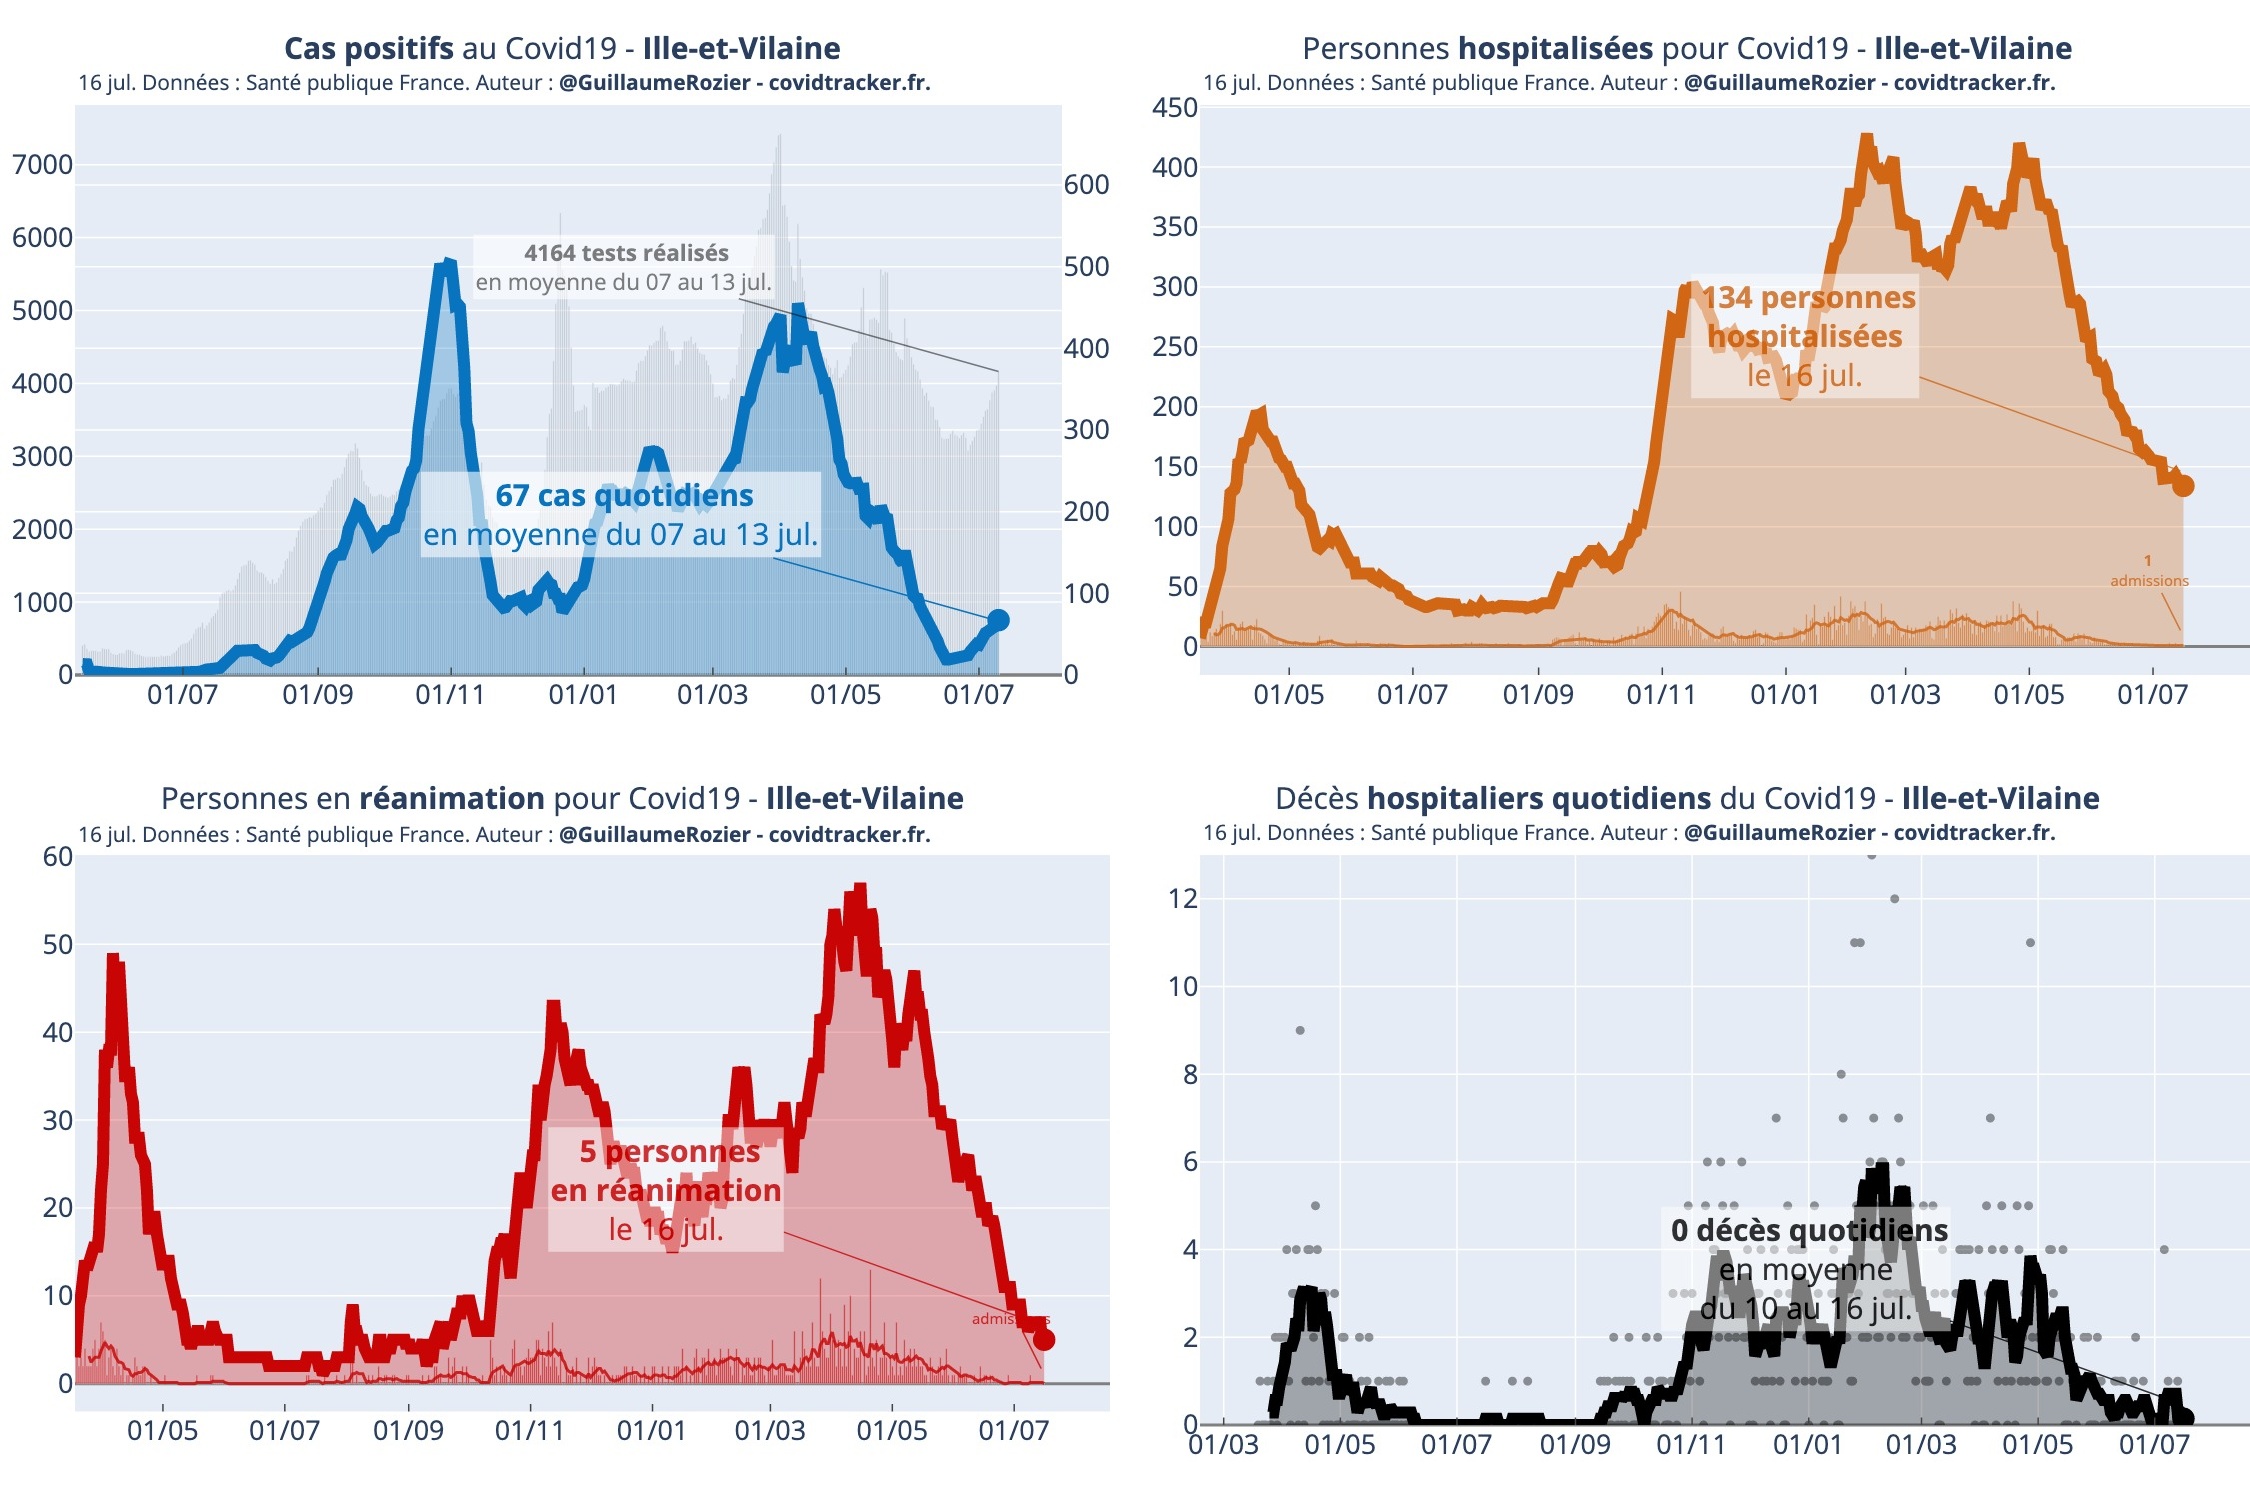 Cas positifs au Covid19 - Ille-et-Vilaine
16 jul. Données : Santé publique France. Auteur : @GuillaumeRozier - covidtracker.fr.
7000
6000
5000
4000
3000
2000
1000
0
600
500
400
300
200
100
0
4164 tests réalisés
en moyenne du 07 au 13 jul.
67 cas quotidiens
en moyenne du 07 au 13 jul.
01/07 01/09 01/11 01/01 01/03 01/05 01/07
Personnes hospitalisées pour Covid19 - Ille-et-Vilaine
16 jul. Données : Santé publique France. Auteur : @GuillaumeRozier - covidtracker.fr.
450
400
350
300
250
200
150
100
50
0
134 personnes
hospitalisées
le 16 jul.
1
admissions
01/05 01/07 01/09 01/11 01/01 01/03 01/05 01/07
Personnes en réanimation pour Covid19 - Ille-et-Vilaine
16 jul. Données : Santé publique France. Auteur : @GuillaumeRozier - covidtracker.fr.
60
50
40
30
20
10
0
5 personnes
en réanimation
le 16 jul.
01/05 01/07 01/09 01/11 01/01 01/03 01/05 01/07
Décès hospitaliers quotidiens du Covid19 - Ille-et-Vilaine
16 jul. Données : Santé publique France. Auteur : @GuillaumeRozier - covidtracker.fr.
12
10
8
6
4
2
0
0 décès quotidiens
en moyenne
du 10 au 16 jul.
01/03 01/05 01/07 01/09 01/11 01/01 01/03 01/05 01/07